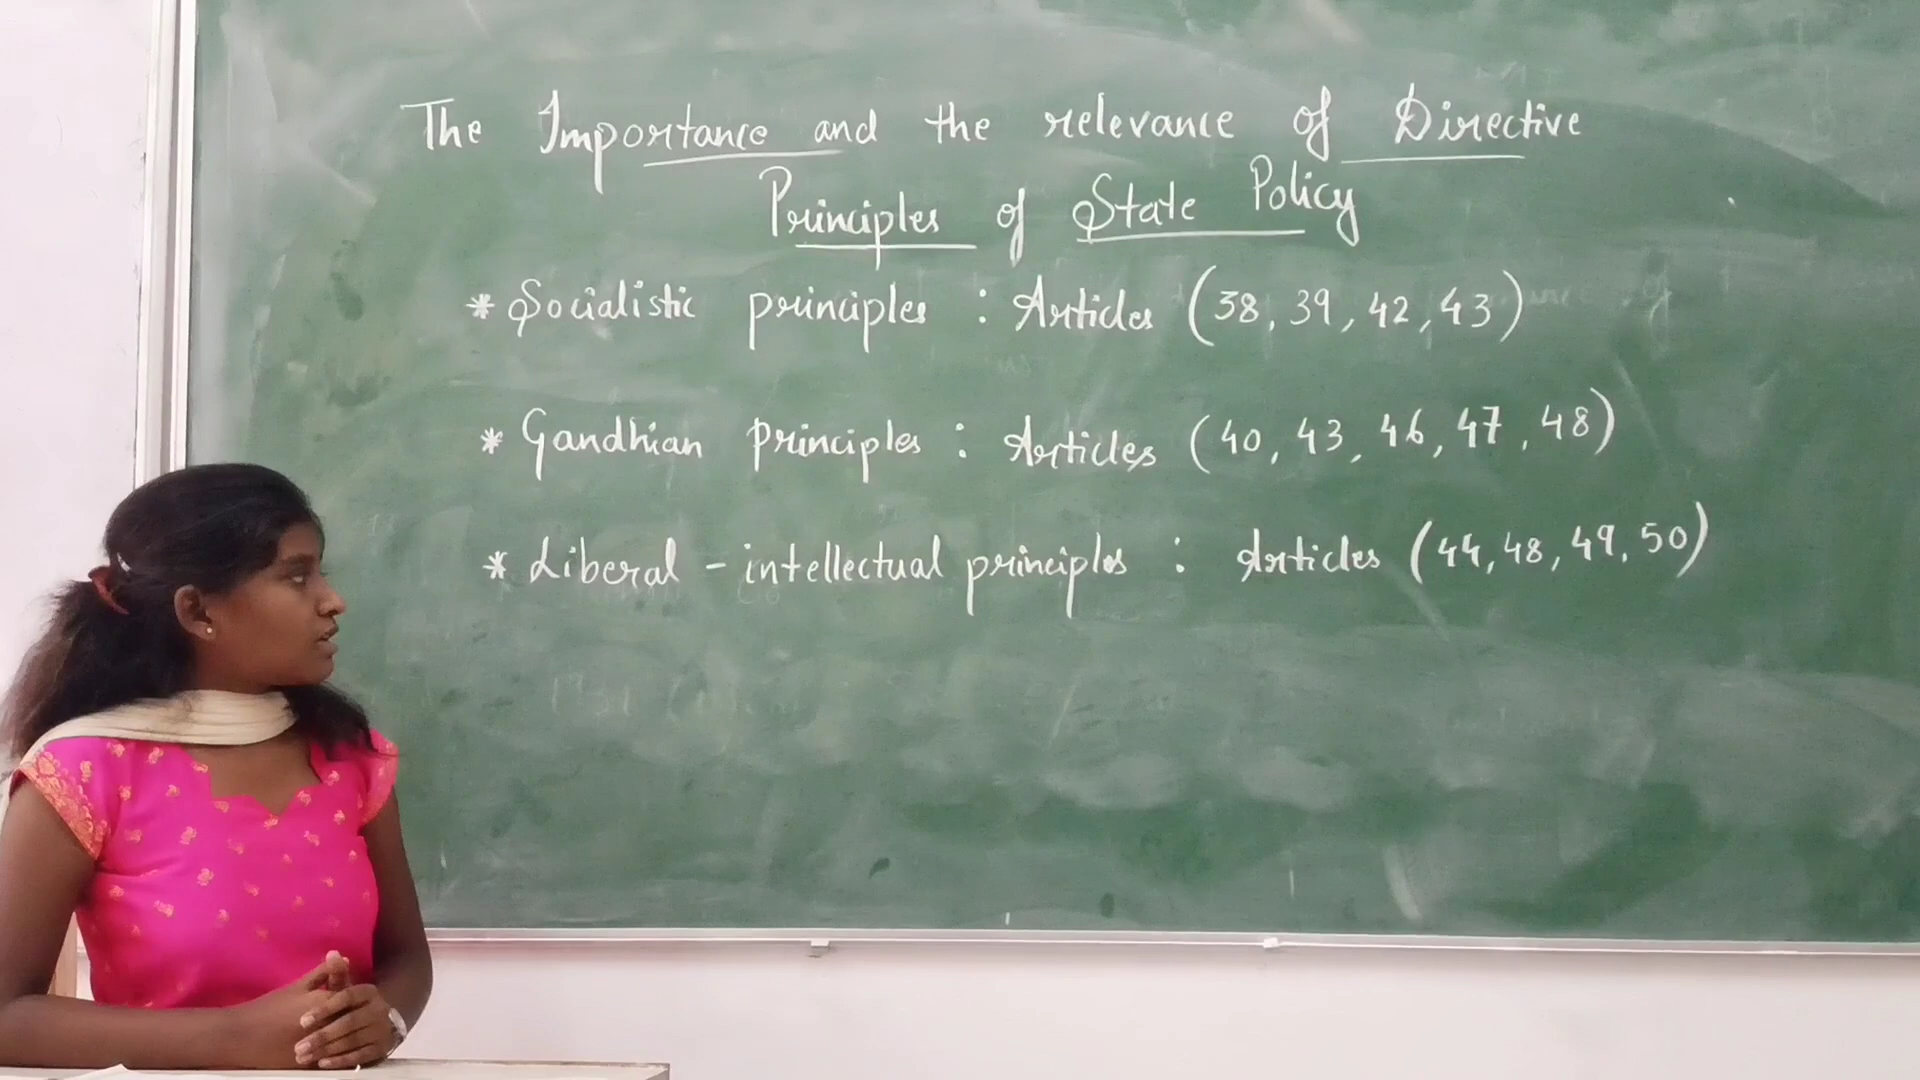 The Importance and the relevance of Directive
Principles of State Policy
* Socialistic principles : Articles (38, 39, 42, 43)
* Gandhian principles : Articles (40, 43, 46, 47, 48)
* Liberal - intellectual principles : Articles (44, 48, 49, 50)